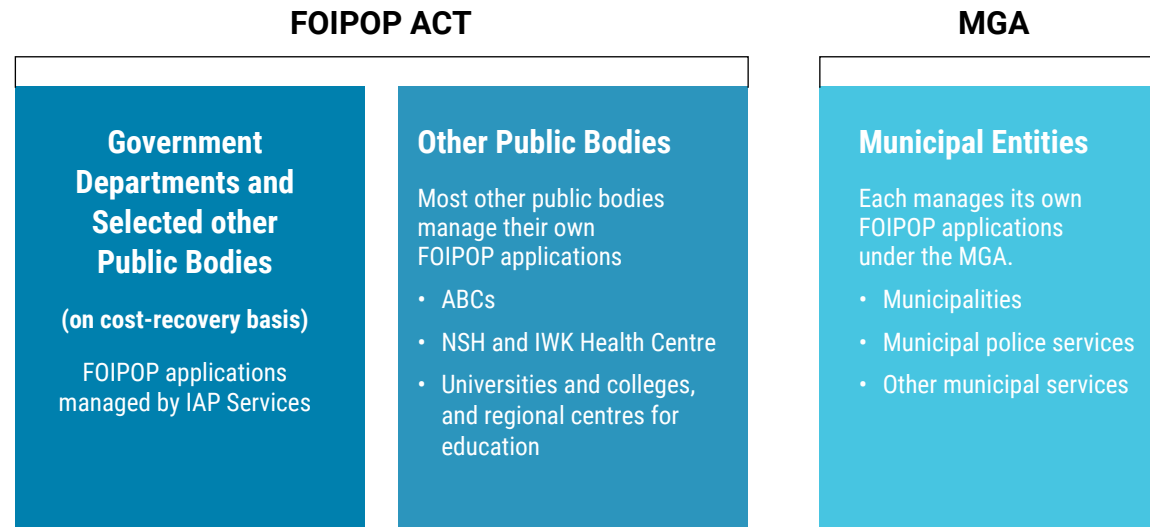 FOIPOP ACT
MGA
Government
Departments and
Selected other
Public Bodies
(on cost-recovery basis)
FOIPOP applications
managed by IAP Services
Other Public Bodies
Most other public bodies
manage their own
FOIPOP applications
• ABCs
• NSH and IWK Health Centre
• Universities and colleges,
and regional centres for
education
Municipal Entities
Each manages its own
FOIPOP applications
under the MGA.
• Municipalities
• Municipal police services
• Other municipal services